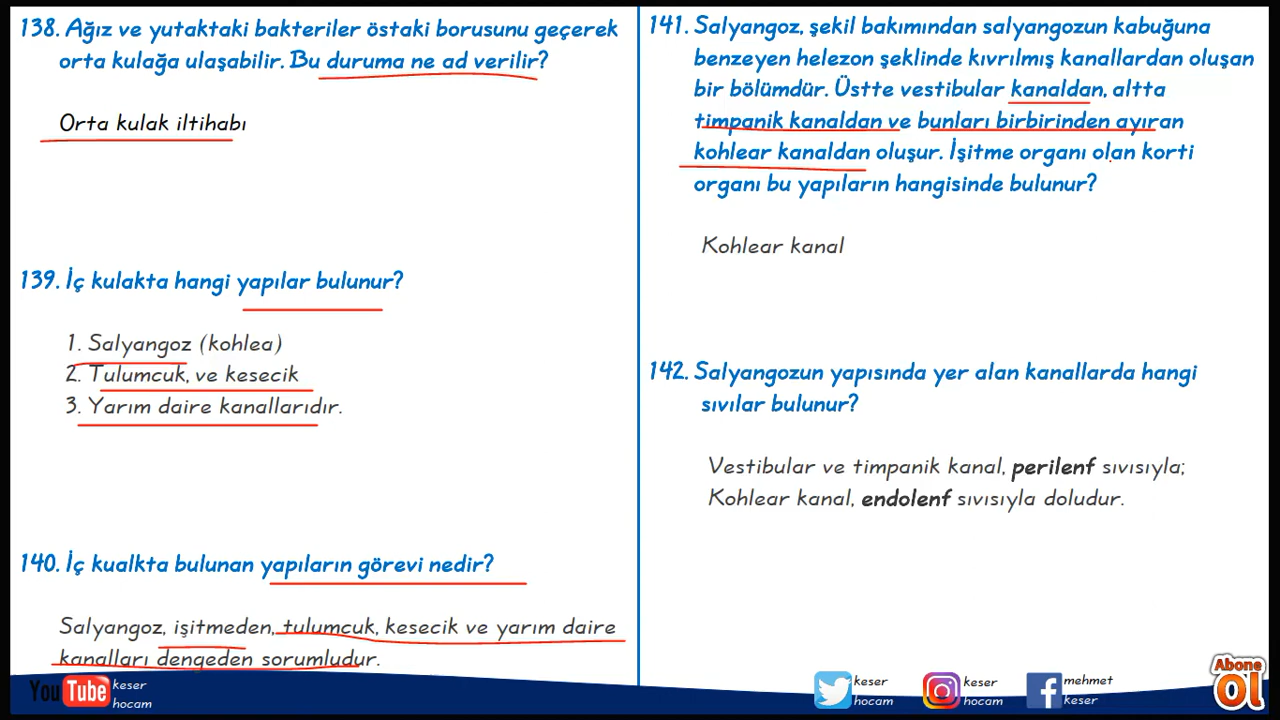 138. Ağız ve yutaktaki bakteriler östaki borusunu geçerek
orta kulağa ulaşabilir. Bu duruma ne ad verilir?
Orta kulak iltihabı
139. İç kulakta hangi yapılar bulunur?
1. Salyangoz (kohlea)
2. Tulumcuk, ve kesecik
3. Yarım daire kanallarıdır.
140. İç kualkta bulunan yapıların görevi nedir?
Salyangoz, işitmeden, tulumcuk, kesecik ve yarım daire
kanalları dengeden sorumludur.
141. Salyangoz, şekil bakımından salyangozun kabuğuna
benzeyen helezon şeklinde kıvrılmış kanallardan oluşan
bir bölümdür. Üstte vestibular kanaldan, altta
timpanik kanaldan ve bunları birbirinden ayıran
kohlear kanaldan oluşur. İşitme organı olan korti
organı bu yapıların hangisinde bulunur?
Kohlear kanal
142. Salyangozun yapısında yer alan kanallarda hangi
sıvılar bulunur?
Vestibular ve timpanik kanal, perilenf sıvısıyla;
Kohlear kanal, endolenf sıvısıyla doludur.
YouTube keser
hocam
keser
hocam
keser
hocam
mehmet
keser
Abone
OL